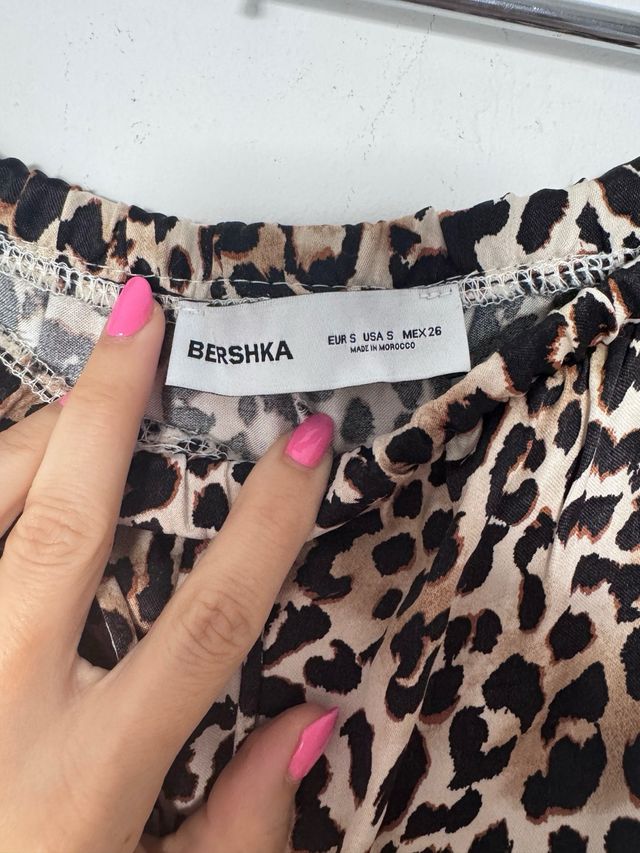 BERSHKA
EUR S USA S MEX 26
MADE IN MOROCCO